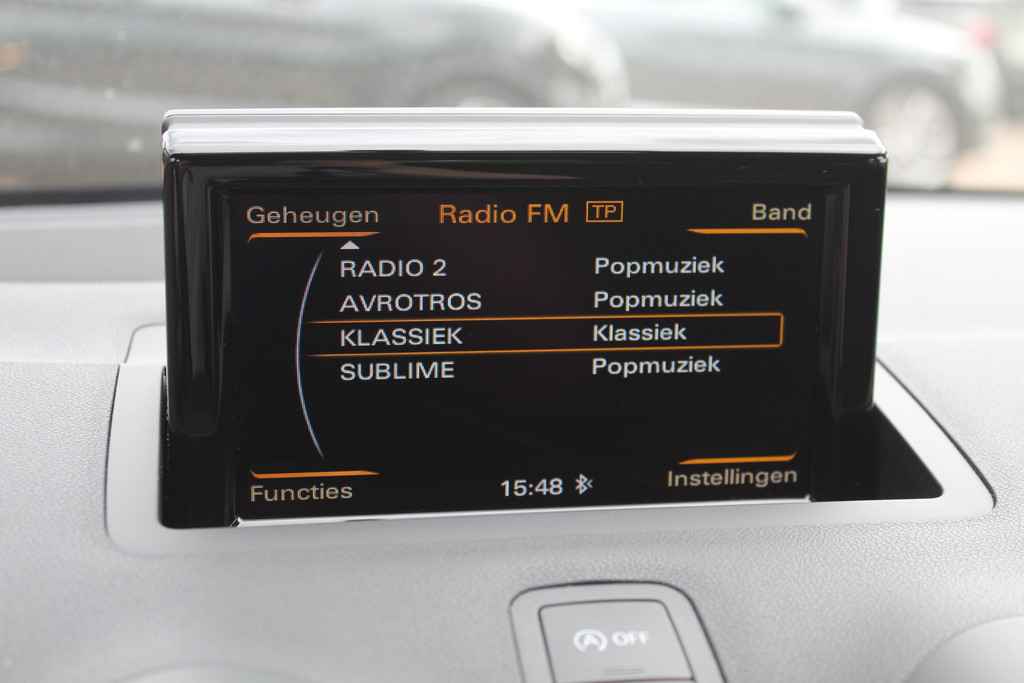 Geheugen Radio FM TP Band
RADIO 2 Popmuziek
AVROTROS Popmuziek
KLASSIEK Klassiek
SUBLIME Popmuziek
Functies 15:48 Instellingen
A OFF